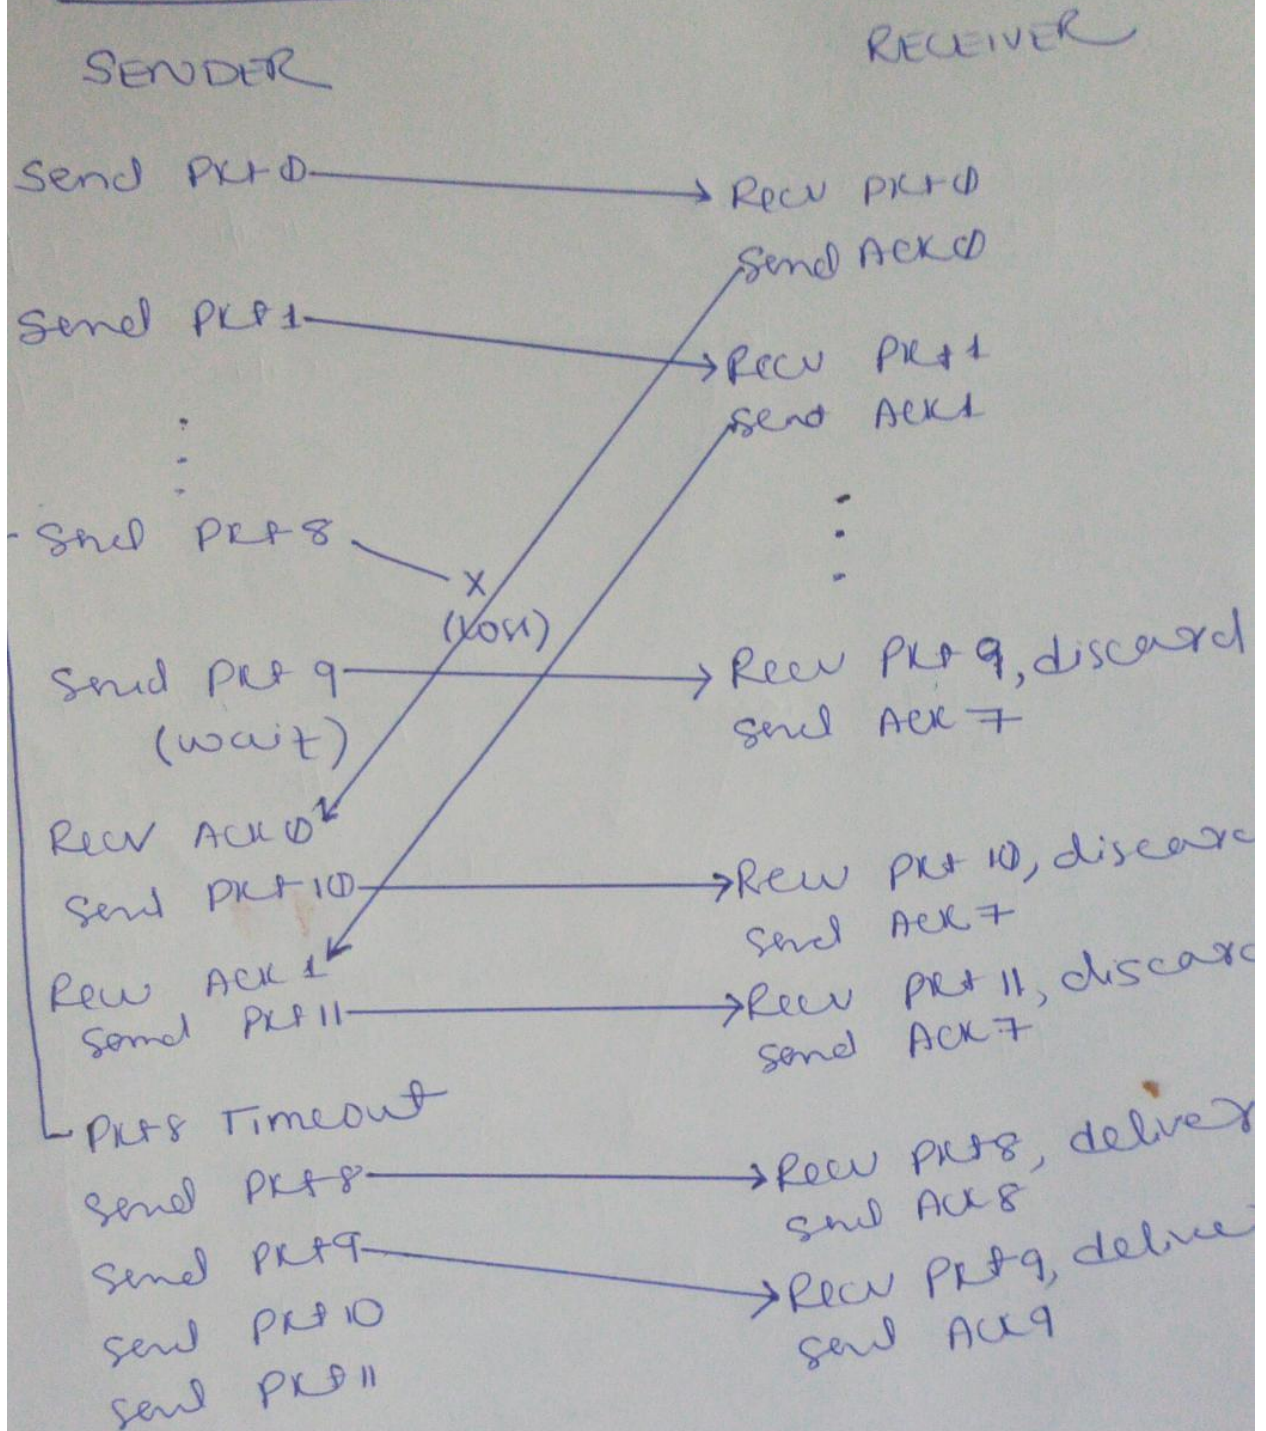 SENDER
RECEIVER
Send Pkt 0
Recv pkt 0
Send ACK 0
Send Pkt 1
Recv Pkt 1
Send ACK 1
Send Pkt 8
X
(Lost)
Send Pkt 9
(wait)
Recv Pkt 9, discard
Send ACK 7
Recv ACK 0
Send Pkt 10
Recv Pkt 10, discard
Send ACK 7
Recv ACK 1
Send Pkt 11
Recv Pkt 11, discard
Send ACK 7
Pkt 8 Timeout
Send Pkt 8
Recv Pkt 8, deliver
Send ACK 8
Send Pkt 9
Recv Pkt 9, delive
Send ACK 9
Send Pkt 10
Send Pkt 11